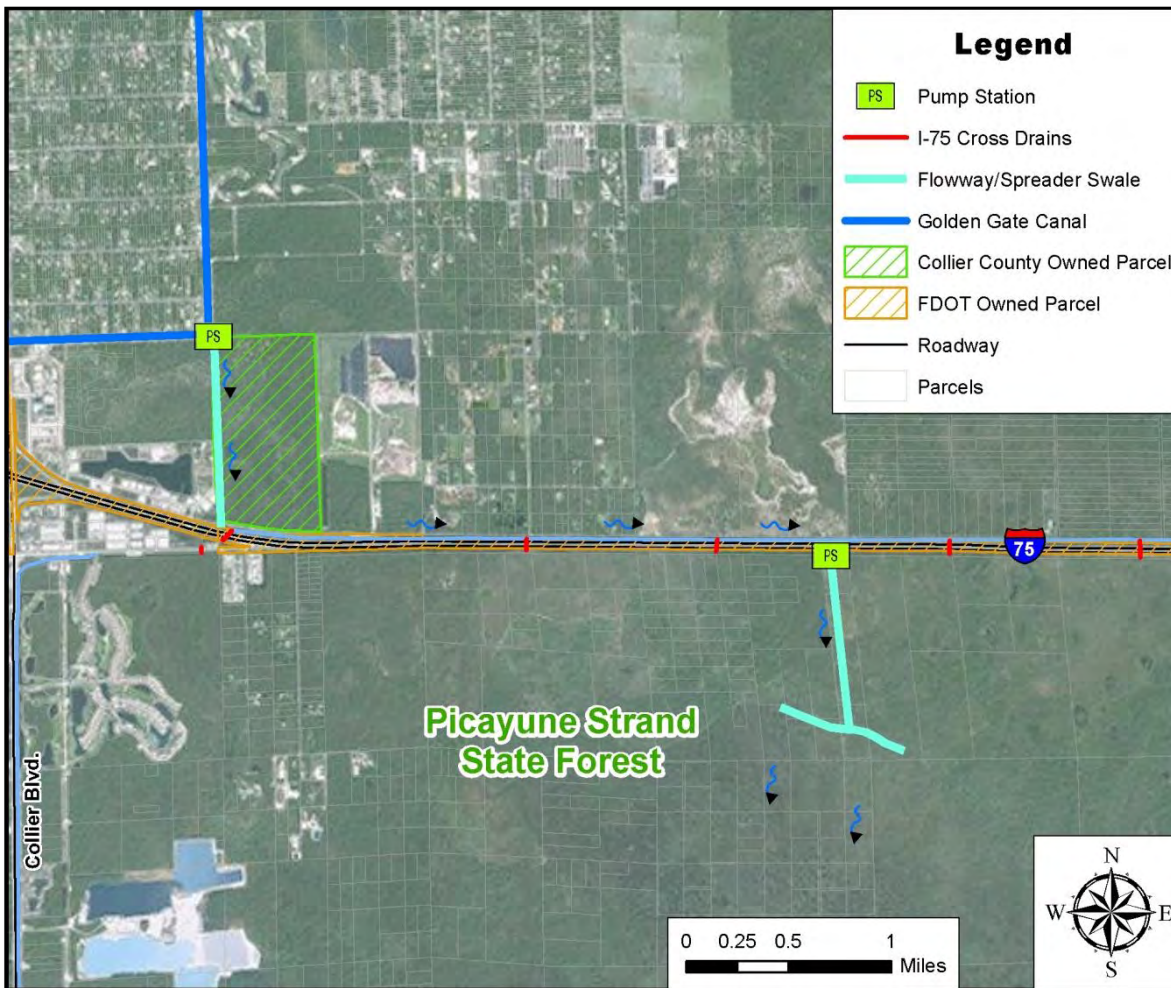 Legend
PS Pump Station
I-75 Cross Drains
Flowway/Spreader Swale
Golden Gate Canal
Collier County Owned Parcel
FDOT Owned Parcel
Roadway
Parcels
PS
75
PS
Picayune Strand
State Forest
Collier Blvd.
N
W E
S
0 0.25 0.5 1
Miles